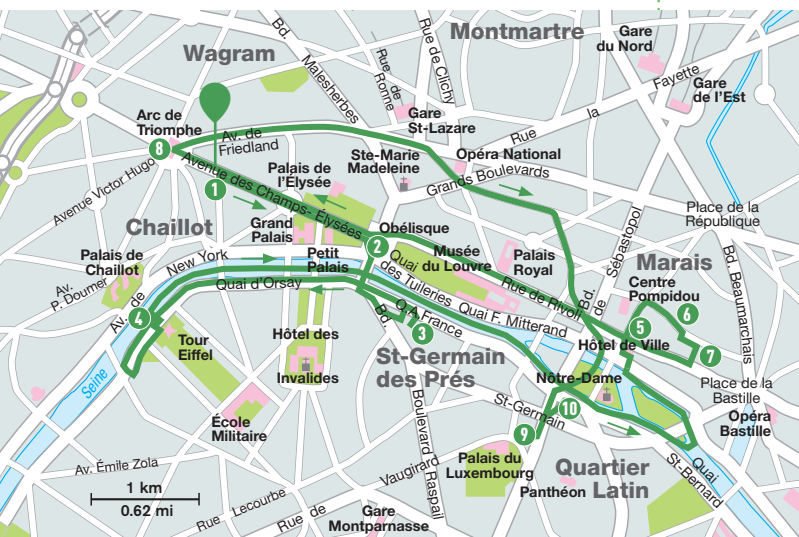 Wagram
Bd.
Malesherbes
Rue de
Ronne
Rue de Clichy
Montmartre
Gare
du Nord
Fayette
la
Rue
Gare
de l'Est
Arc de
Triomphe
8
Av. de
Friedland
Gare
St-Lazare
Ste-Marie
Madeleine
Opéra National
Grands Boulevards
Avenue Victor Hugo
1
Avenue des Champs-Élysées
Palais de
l'Elysée
Place de la
République
Chaillot
Grand
Palais
Obélisque
2
Petit
Palais
Quai
des Tuileries
Musée
du Louvre
Palais
Royal
Rue de Rivoli
Quai F. Mitterand
Bd.
de
Sébastopol
Marais
Bd. Beaumarchais
Centre
Pompidou
5
6
7
Hôtel de Ville
Palais de
Chaillot
Av.
P. Doumer
Av. de
New York
Quai d'Orsay
4
Tour
Eiffel
Hôtel des
Invalides
Bd.
Q.A.France
3
St-Germain
des Prés
St-Germain
Nôtre-Dame
10
9
Place de la
Bastille
Opéra
Bastille
Seine
École
Militaire
Boulevard Raspail
Palais du
Luxembourg
Quartier
Latin
Panthéon
Quai
St-Bernard
Av. Émile Zola
1 km
0.62 mi
Rue Lecourbe
Rue de
Vaugirard
Gare
Montparnasse